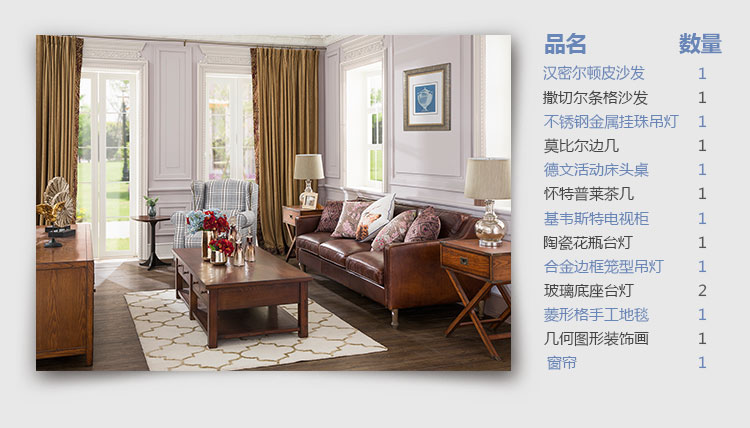 品名 数量
汉密尔顿皮沙发 1
撒切尔条格沙发 1
不锈钢金属挂珠吊灯 1
莫比尔边几 1
德文活动床头桌 1
怀特普莱茶几 1
基韦斯特电视柜 1
陶瓷花瓶台灯 1
合金边框笼型吊灯 1
玻璃底座台灯 2
菱形格手工地毯 1
几何图形装饰画 1
窗帘 1